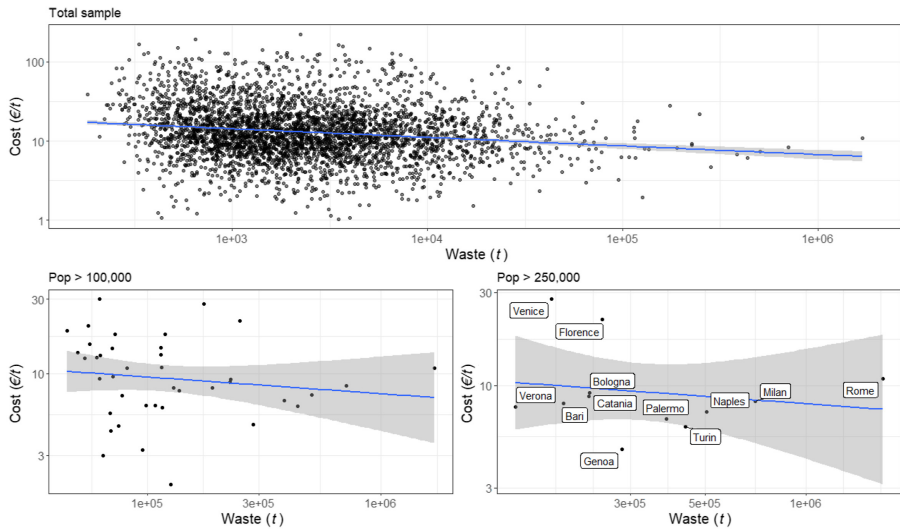 Total sample
Cost (€/t)
100
10
1
1e+03
1e+04
1e+05
1e+06
Waste (t)
Pop > 100,000
Cost (€/t)
30
10
3
1e+05
3e+05
1e+06
Waste (t)
Pop > 250,000
Cost (€/t)
30
10
3
Venice
Florence
Bologna
Verona
Catania
Bari
Palermo
Naples
Milan
Rome
Turin
Genoa
3e+05
5e+05
1e+06
Waste (t)